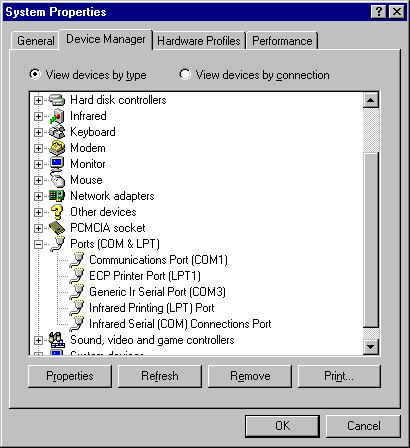 System Properties
General Device Manager Hardware Profiles Performance
View devices by type View devices by connection
Hard disk controllers
Infrared
Keyboard
Modem
Monitor
Mouse
Network adapters
Other devices
PCMCIA socket
Ports (COM & LPT)
Communications Port (COM1)
ECP Printer Port (LPT1)
Generic Ir Serial Port (COM3)
Infrared Printing (LPT) Port
Infrared Serial (COM) Connections Port
Sound, video and game controllers
System devices
Properties Refresh Remove Print...
OK Cancel